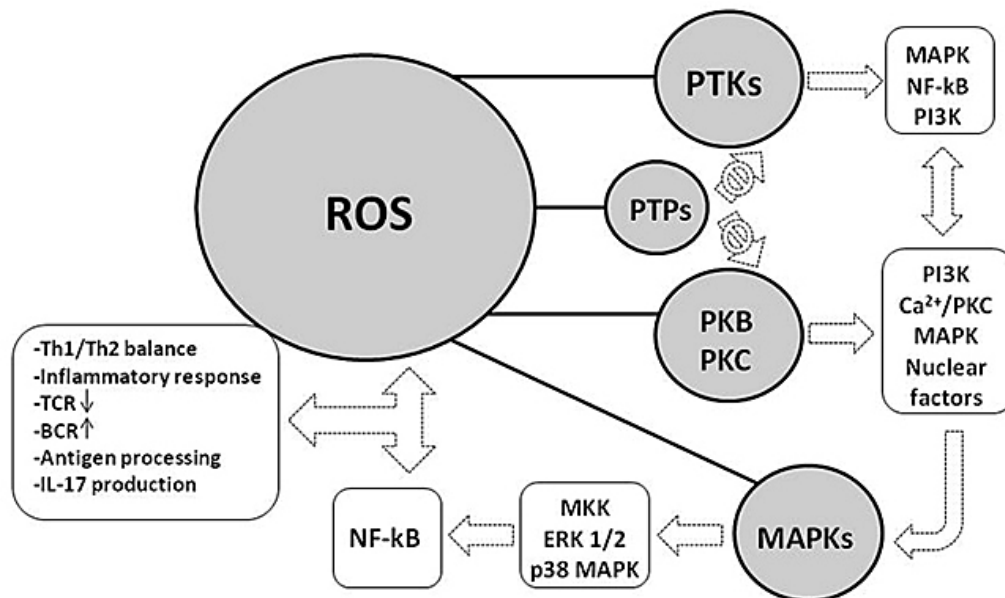 ROS
PTKs
MAPK
NF-kB
PI3K
PTPs
PKB
PKC
PI3K
Ca²⁺/PKC
MAPK
Nuclear
factors
-Th1/Th2 balance
-Inflammatory response
-TCR↓
-BCR↑
-Antigen processing
-IL-17 production
NF-kB
MKK
ERK 1/2
p38 MAPK
MAPKs